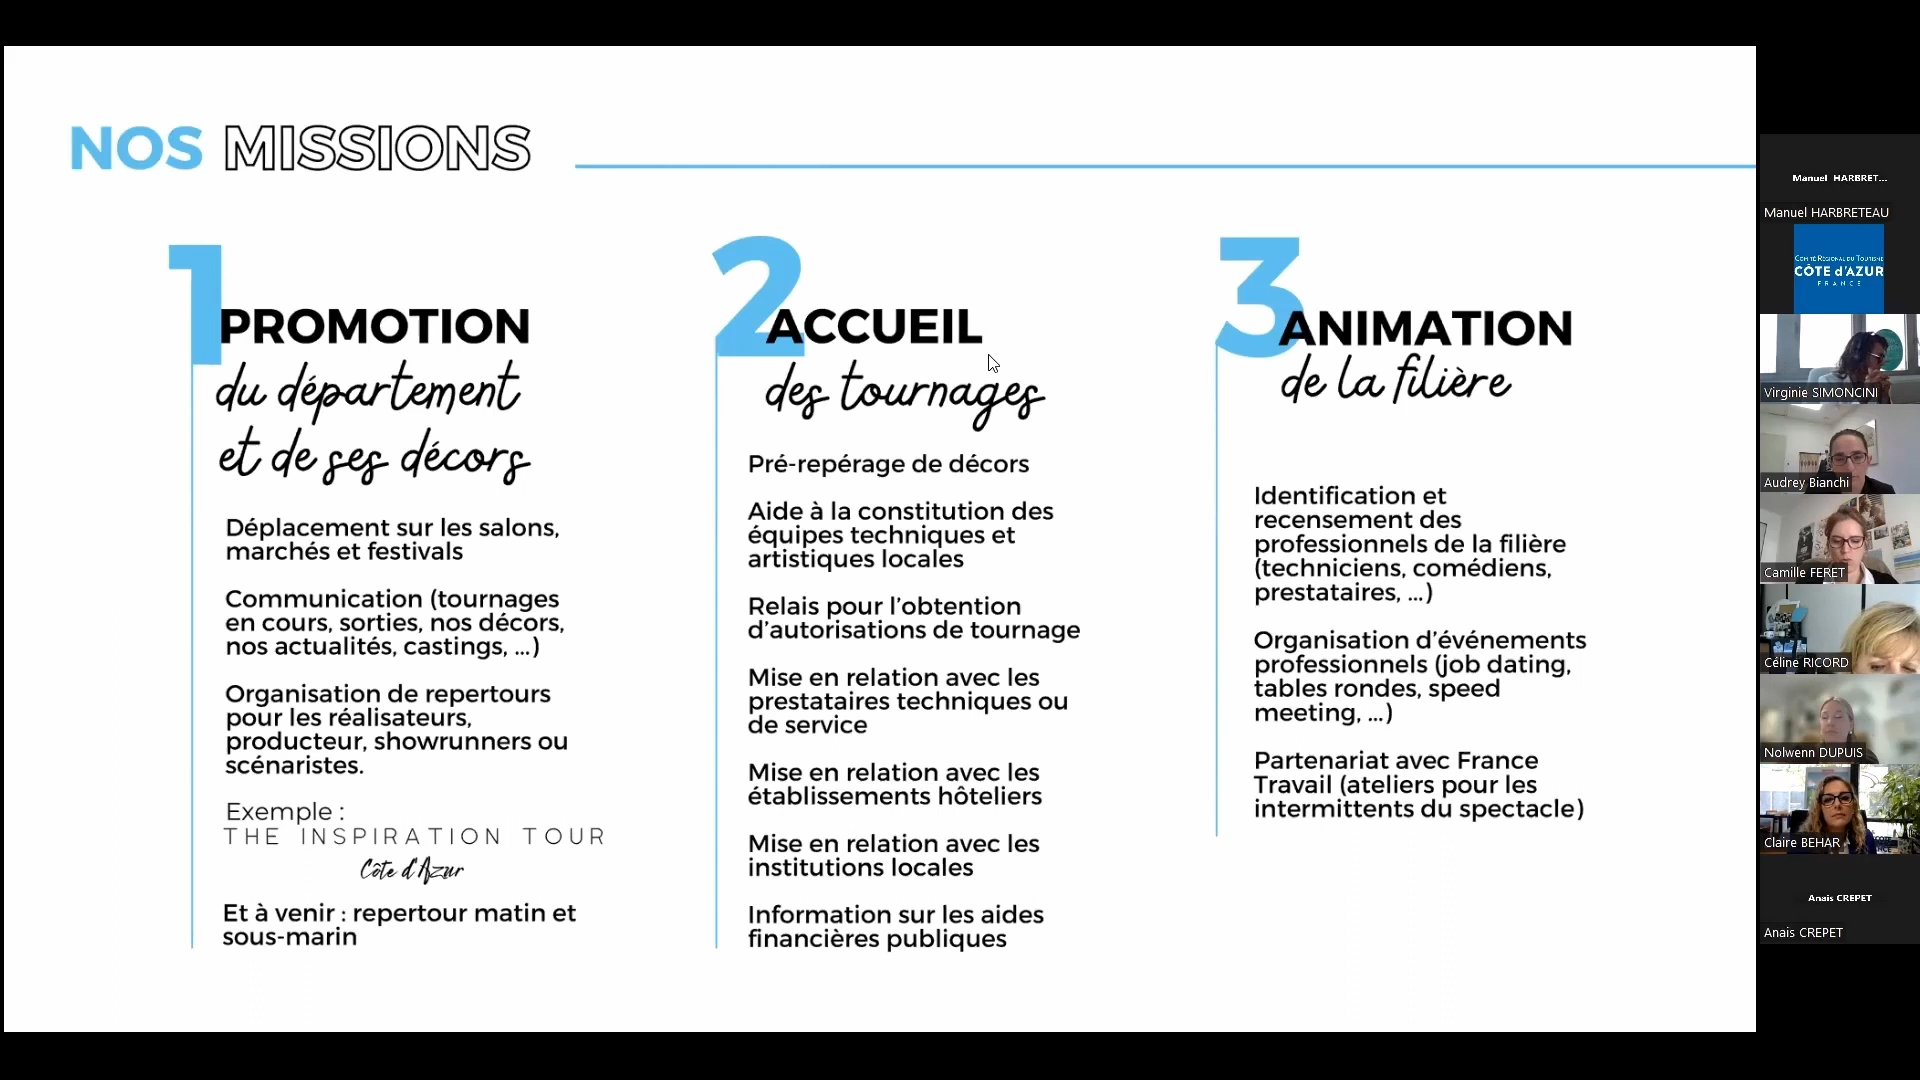 NOS MISSIONS
1
PROMOTION
du département
et de ses décors
Déplacement sur les salons,
marchés et festivals
Communication (tournages
en cours, sorties, nos décors,
nos actualités, castings, ...)
Organisation de repertours
pour les réalisateurs,
producteur, showrunners ou
scénaristes.
Exemple :
THE INSPIRATION TOUR
Côte d'Azur
Et à venir : repertour matin et
sous-marin
2
ACCUEIL
des tournages
Pré-repérage de décors
Aide à la constitution des
équipes techniques et
artistiques locales
Relais pour l'obtention
d'autorisations de tournage
Mise en relation avec les
prestataires techniques ou
de service
Mise en relation avec les
établissements hôteliers
Mise en relation avec les
institutions locales
Information sur les aides
financières publiques
3
ANIMATION
de la filière
Identification et
recensement des
professionnels de la filière
(techniciens, comédiens,
prestataires, ...)
Organisation d'événements
professionnels (job dating,
tables rondes, speed
meeting, ...)
Partenariat avec France
Travail (ateliers pour les
intermittents du spectacle)
Manuel HARBRET...
Manuel HARBRETEAU
COMITÉ RÉGIONAL DU TOURISME
CÔTE d'AZUR
FRANCE
Virginie SIMONCINI
Audrey Bianchi
Camille FERET
Céline RICORD
Nolwenn DUPUIS
Claire BEHAR
Anais CREPET
Anais CREPET